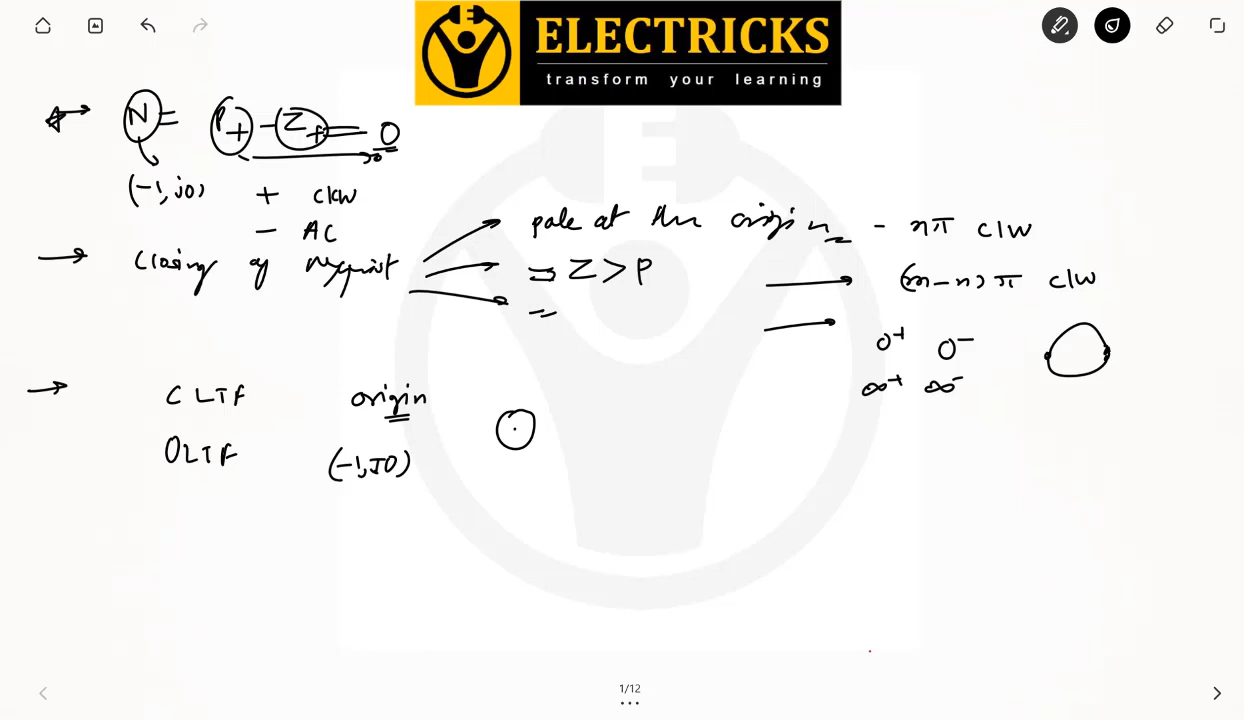 ELECTRICKS
transform your learning
N = P+ - Z+ = 0
(-1, j0) + clw
- AC
closing of nyquist
pole at the origin - nπ clw
= Z > P (m-n) π clw
0+ 0-
∞+ ∞-
CLTF origin
OLTF (-1, J0)
1/12